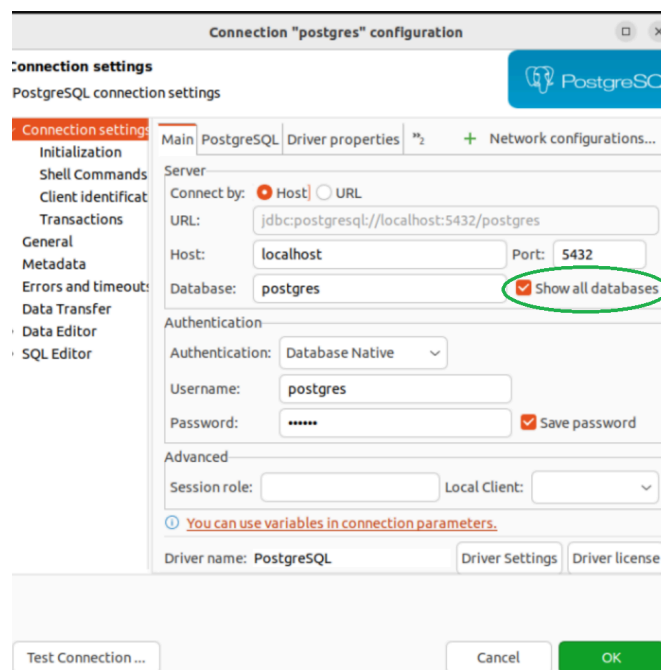 Connection "postgres" configuration
Connection settings
PostgreSQL connection settings
PostgreSQL
Connection settings
Initialization
Shell Commands
Client identificat
Transactions
General
Metadata
Errors and timeouts
Data Transfer
Data Editor
SQL Editor
Main PostgreSQL Driver properties »2 + Network configurations...
Server
Connect by: Host URL
URL: jdbc:postgresql://localhost:5432/postgres
Host: localhost Port: 5432
Database: postgres Show all databases
Authentication
Authentication: Database Native
Username: postgres
Password: •••••• Save password
Advanced
Session role: Local Client:
You can use variables in connection parameters.
Driver name: PostgreSQL Driver Settings Driver license
Test Connection ... Cancel OK